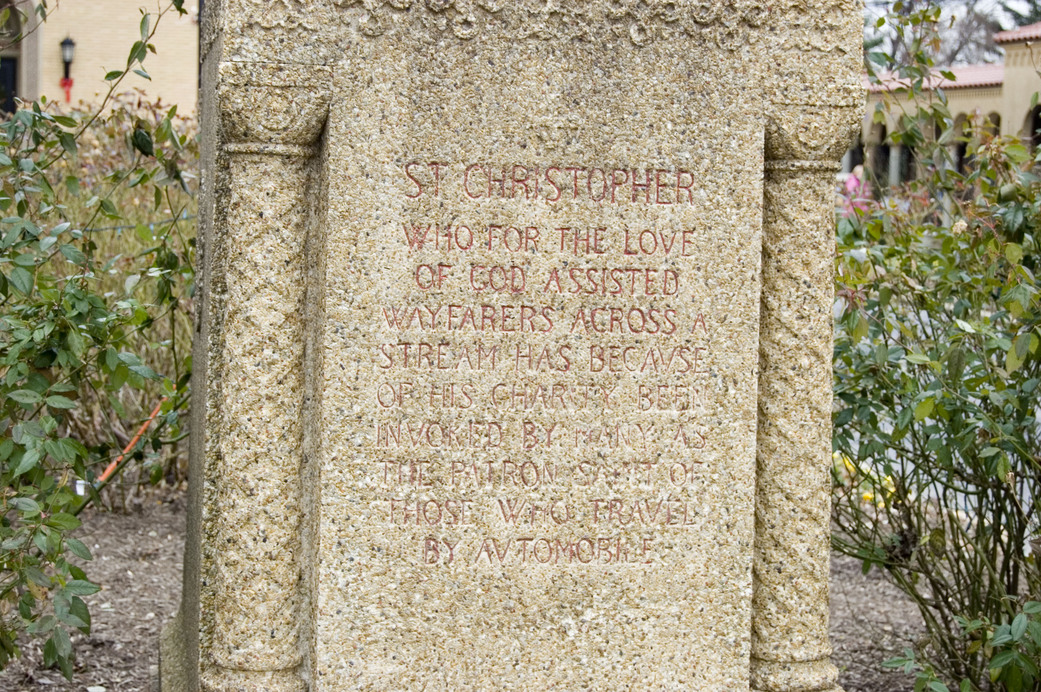 ST CHRISTOPHER
WHO FOR THE LOVE
OF GOD ASSISTED
WAYFARERS ACROSS A
STREAM HAS BECAVSE
OF HIS CHARITY BEEN
INVOKED BY MANY AS
THE PATRON SAINT OF
THOSE WHO TRAVEL
BY AVTOMOBILE